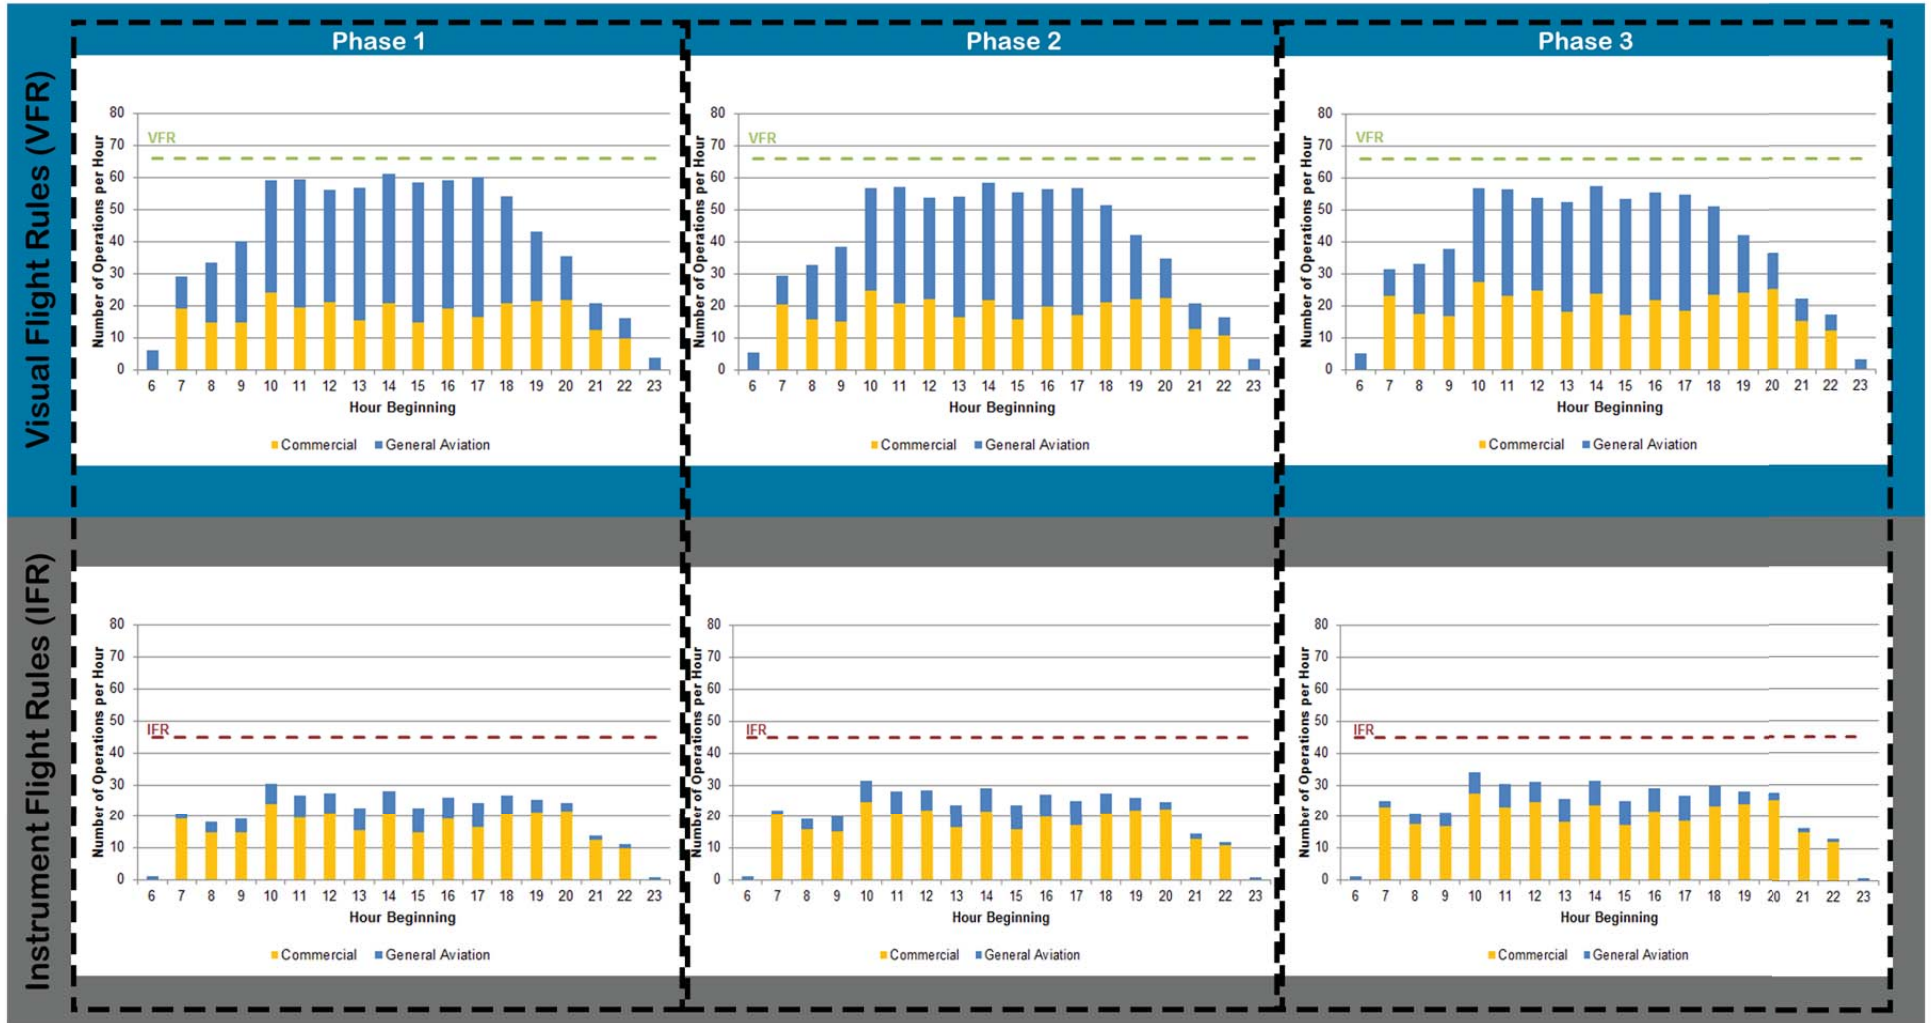 Phase 1
Phase 2
Phase 3
Visual Flight Rules (VFR)
Number of Operations per Hour
80
70
60
50
40
30
20
10
0
VFR
6 7 8 9 10 11 12 13 14 15 16 17 18 19 20 21 22 23
Hour Beginning
Commercial General Aviation
Number of Operations per Hour
80
70
60
50
40
30
20
10
0
VFR
6 7 8 9 10 11 12 13 14 15 16 17 18 19 20 21 22 23
Hour Beginning
Commercial General Aviation
Number of Operations per Hour
80
70
60
50
40
30
20
10
0
VFR
6 7 8 9 10 11 12 13 14 15 16 17 18 19 20 21 22 23
Hour Beginning
Commercial General Aviation
Instrument Flight Rules (IFR)
Number of Operations per Hour
80
70
60
50
40
30
20
10
0
IFR
6 7 8 9 10 11 12 13 14 15 16 17 18 19 20 21 22 23
Hour Beginning
Commercial General Aviation
Number of Operations per Hour
80
70
60
50
40
30
20
10
0
IFR
6 7 8 9 10 11 12 13 14 15 16 17 18 19 20 21 22 23
Hour Beginning
Commercial General Aviation
Number of Operations per Hour
80
70
60
50
40
30
20
10
0
IFR
6 7 8 9 10 11 12 13 14 15 16 17 18 19 20 21 22 23
Hour Beginning
Commercial General Aviation